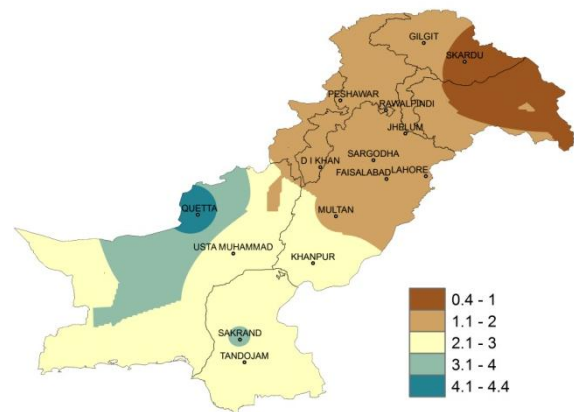 GILGIT
SKARDU
PESHAWAR
RAWALPINDI
JHELUM
D I KHAN
SARGODHA
FAISALABAD
LAHORE
QUETTA
MULTAN
USTA MUHAMMAD
KHANPUR
SAKRAND
TANDOJAM
0.4 - 1
1.1 - 2
2.1 - 3
3.1 - 4
4.1 - 4.4